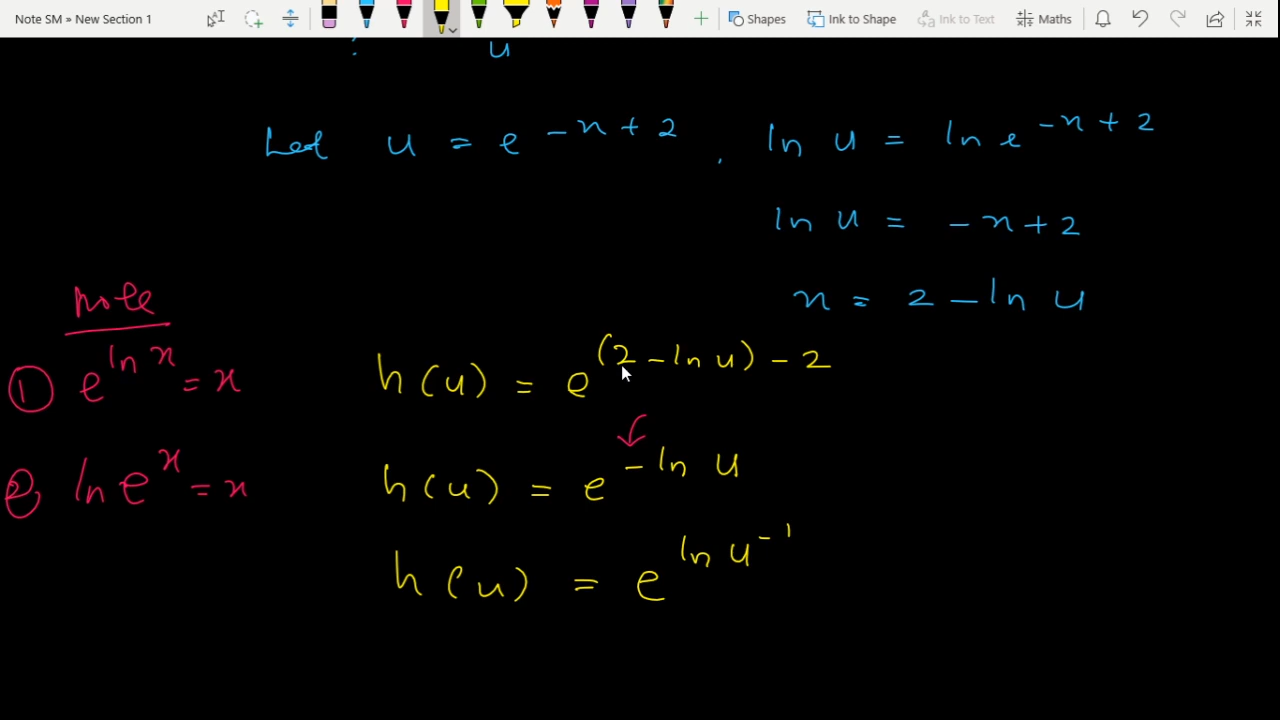 Note SM » New Section 1
Shapes Ink to Shape Ink to Text Maths
u
Let u = e^{-x+2}, ln u = ln e^{-x+2}
ln u = -x+2
x = 2 - ln u
note
① e^{ln x} = x
h(u) = e^{(2 - ln u) - 2}
② ln e^x = x
h(u) = e^{-ln u}
h(u) = e^{ln u^{-1}}